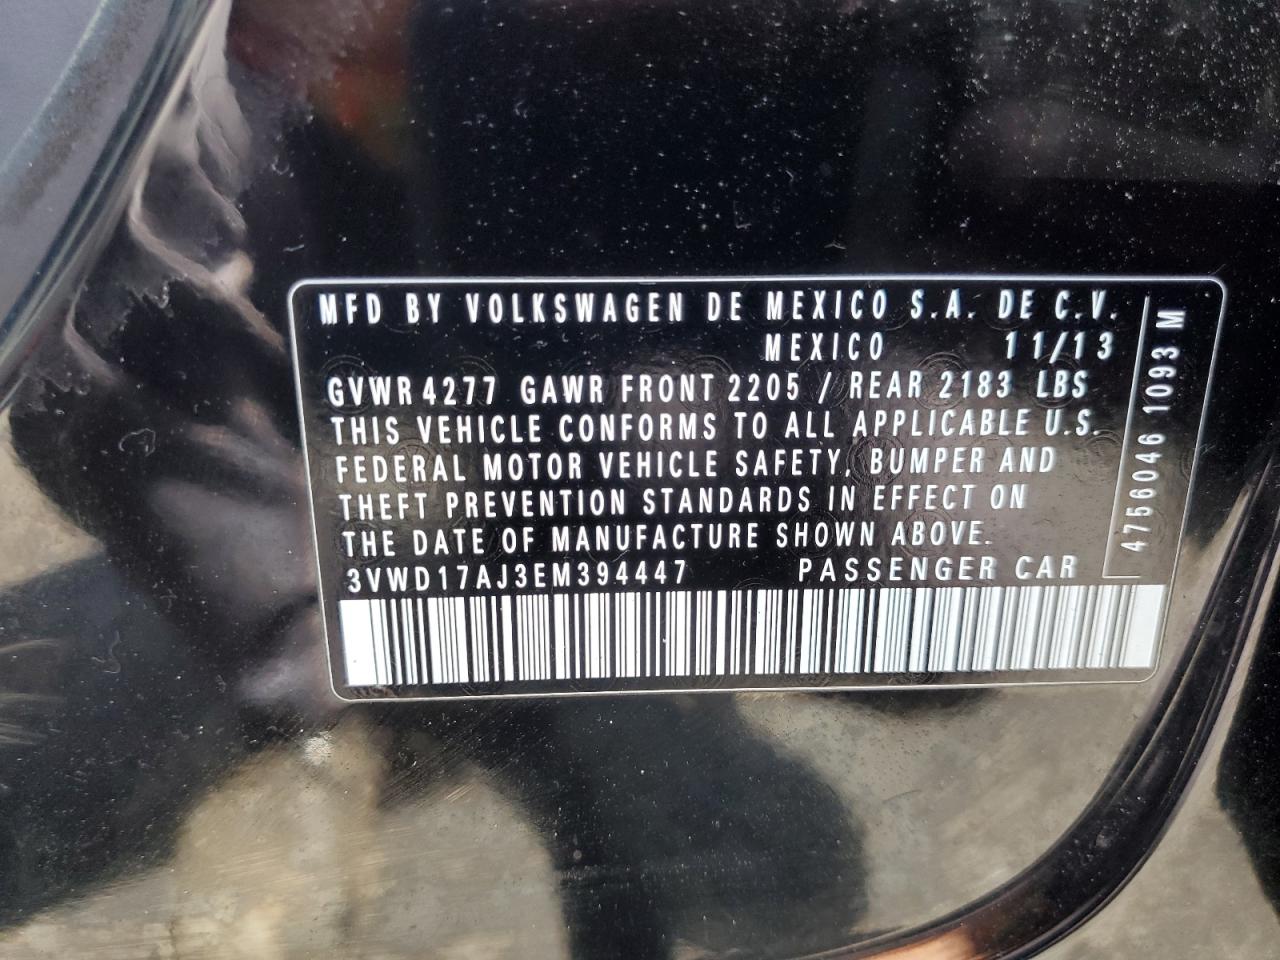 MFD BY VOLKSWAGEN DE MEXICO S.A. DE C.V.
MEXICO 11/13
GVWR 4277 GAWR FRONT 2205 / REAR 2183 LBS
THIS VEHICLE CONFORMS TO ALL APPLICABLE U.S.
FEDERAL MOTOR VEHICLE SAFETY, BUMPER AND
THEFT PREVENTION STANDARDS IN EFFECT ON
THE DATE OF MANUFACTURE SHOWN ABOVE.
3VWD17AJ3EM394447 PASSENGER CAR
4756046 1093 M